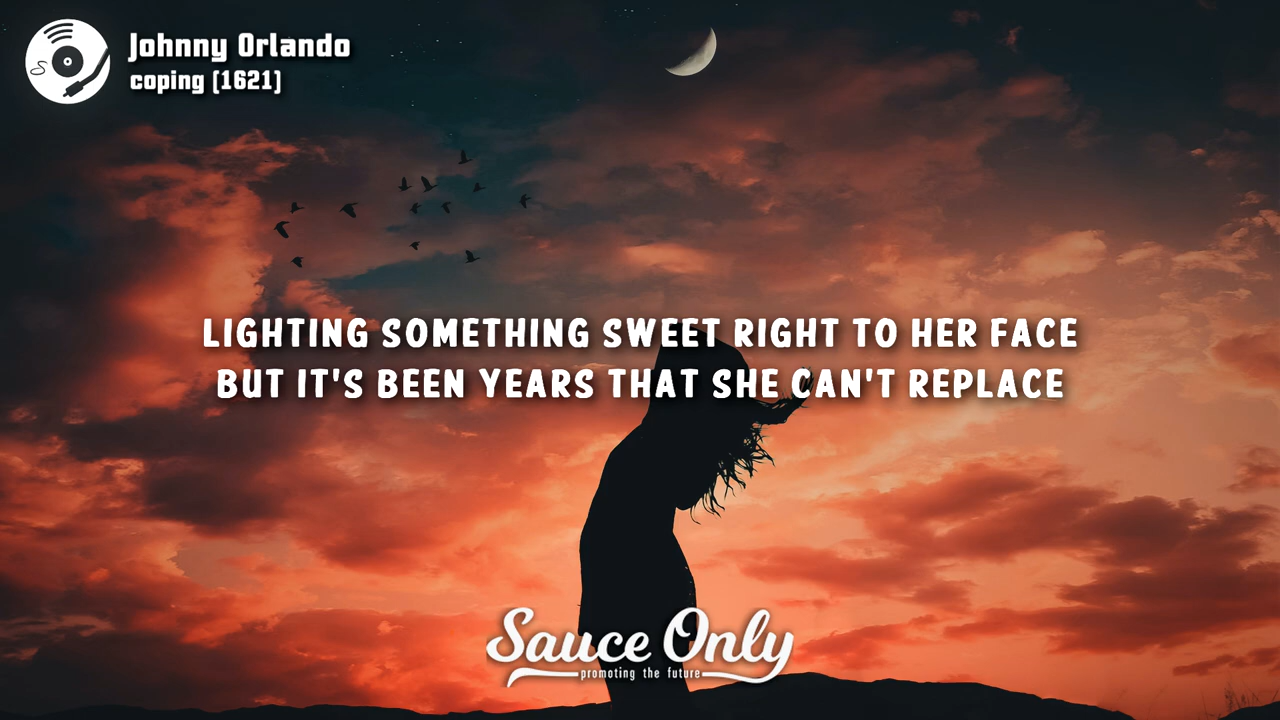 Johnny Orlando
coping [1621]
LIGHTING SOMETHING SWEET RIGHT TO HER FACE
BUT IT'S BEEN YEARS THAT SHE CAN'T REPLACE
Sauce Only
promoting the future